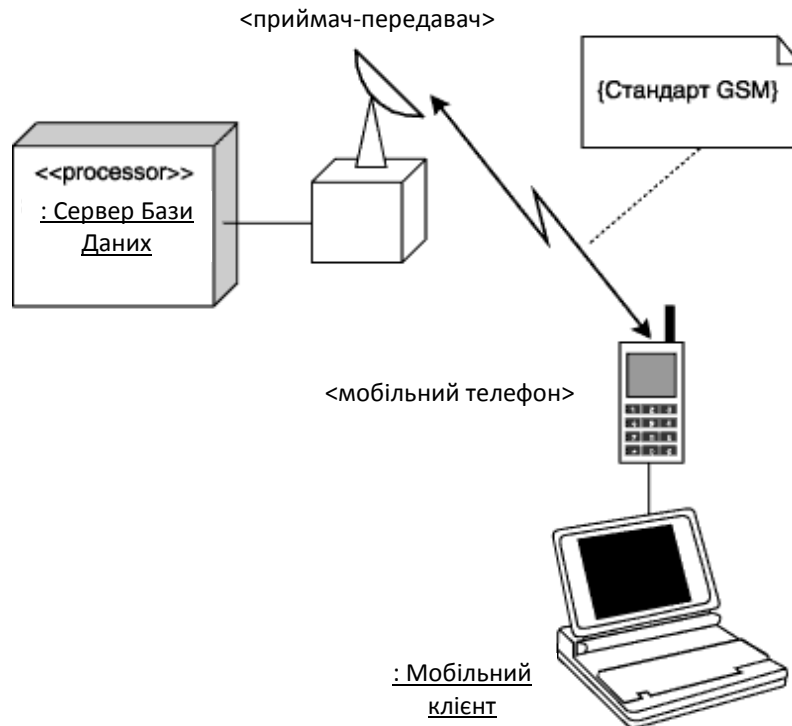 <приймач-передавач>
{Стандарт GSM}
<<processor>>
: Сервер Бази
Даних
<мобільний телефон>
: Мобільний
клієнт